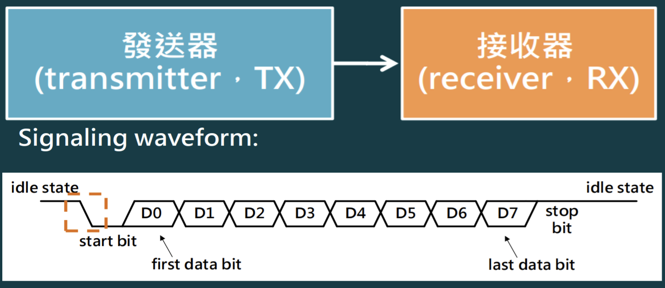 發送器
(transmitter，TX)
接收器
(receiver，RX)
Signaling waveform:
idle state
idle state
D0 D1 D2 D3 D4 D5 D6 D7
stop
bit
start bit
first data bit
last data bit